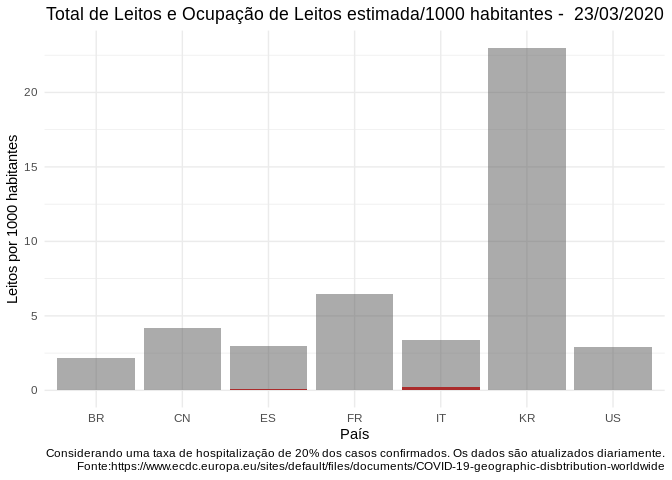 Total de Leitos e Ocupação de Leitos estimada/1000 habitantes -  23/03/2020
Leitos por 1000 habitantes
20
15
10
5
0
BR CN ES FR IT KR US
País
Considerando uma taxa de hospitalização de 20% dos casos confirmados. Os dados são atualizados diariamente.
Fonte:https://www.ecdc.europa.eu/sites/default/files/documents/COVID-19-geographic-disbtribution-worldwide